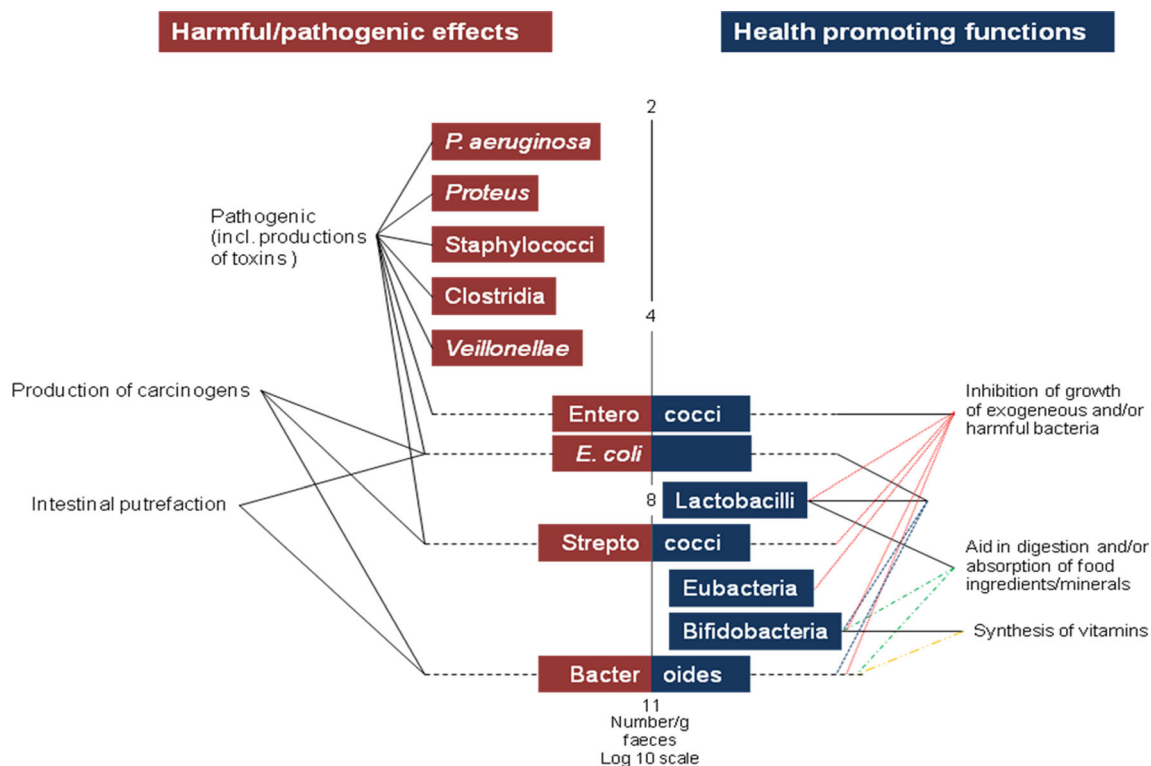 Harmful/pathogenic effects
Health promoting functions
2
P. aeruginosa
Proteus
Pathogenic
(incl. productions
of toxins )
Staphylococci
Clostridia
4
Veillonellae
Production of carcinogens
Entero cocci
Inhibition of growth
of exogeneous and/or
harmful bacteria
E. coli
Intestinal putrefaction
8
Lactobacilli
Strepto cocci
Aid in digestion and/or
absorption of food
ingredients/minerals
Eubacteria
Bifidobacteria
Synthesis of vitamins
Bacter oides
11
Number/g
faeces
Log 10 scale